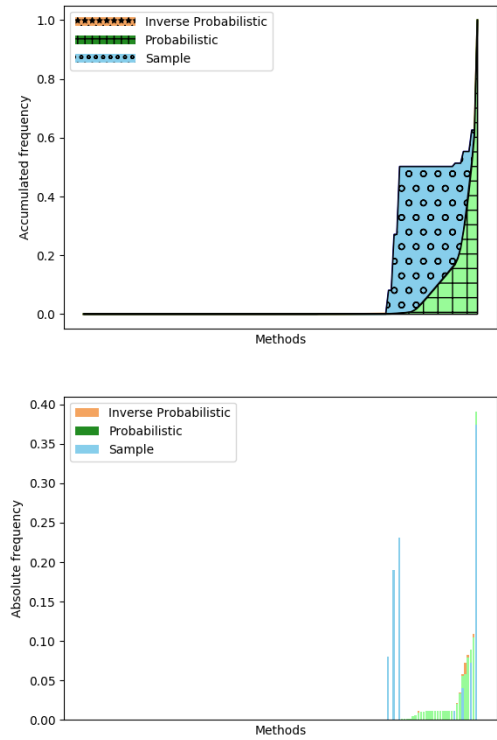 1.0
0.8
0.6
0.4
0.2
0.0
Accumulated frequency
Inverse Probabilistic
Probabilistic
Sample
Methods
0.40
0.35
0.30
0.25
0.20
0.15
0.10
0.05
0.00
Absolute frequency
Inverse Probabilistic
Probabilistic
Sample
Methods